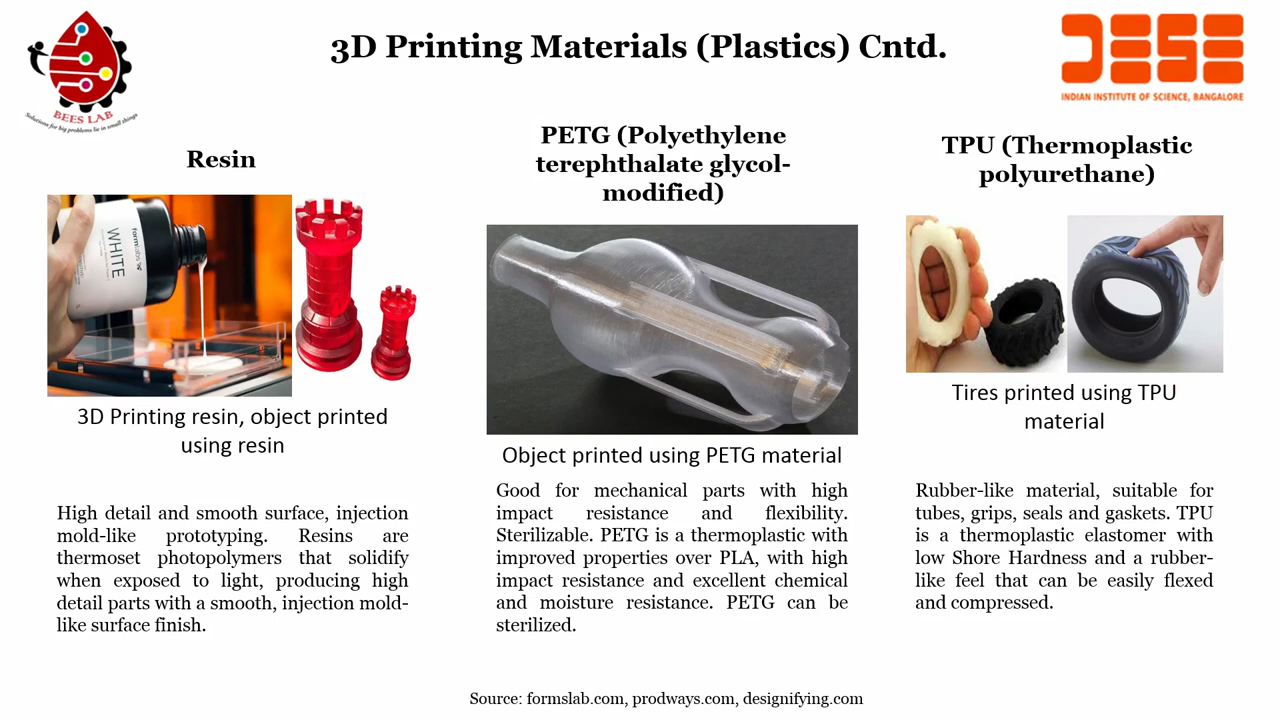 3D Printing Materials (Plastics) Cntd.
BEES LAB
Solutions for big problems lie in small things
DESE
INDIAN INSTITUTE OF SCIENCE, BANGALORE
Resin
formlabs
WHITE
3D Printing resin, object printed
using resin
High detail and smooth surface, injection
mold-like prototyping. Resins are
thermoset photopolymers that solidify
when exposed to light, producing high
detail parts with a smooth, injection mold-
like surface finish.
PETG (Polyethylene
terephthalate glycol-
modified)
Object printed using PETG material
Good for mechanical parts with high
impact resistance and flexibility.
Sterilizable. PETG is a thermoplastic with
improved properties over PLA, with high
impact resistance and excellent chemical
and moisture resistance. PETG can be
sterilized.
TPU (Thermoplastic
polyurethane)
Tires printed using TPU
material
Rubber-like material, suitable for
tubes, grips, seals and gaskets. TPU
is a thermoplastic elastomer with
low Shore Hardness and a rubber-
like feel that can be easily flexed
and compressed.
Source: formslab.com, prodways.com, designifying.com